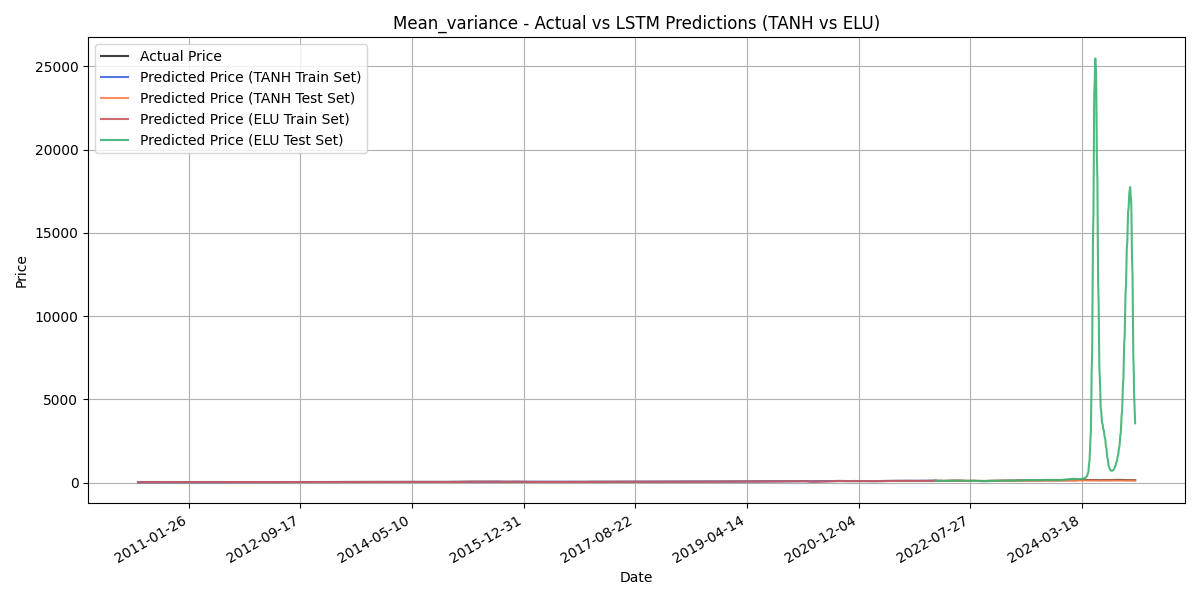 Mean_variance - Actual vs LSTM Predictions (TANH vs ELU)
Actual Price
Predicted Price (TANH Train Set)
Predicted Price (TANH Test Set)
Predicted Price (ELU Train Set)
Predicted Price (ELU Test Set)
25000
20000
15000
10000
5000
0
Price
2011-01-26
2012-09-17
2014-05-10
2015-12-31
2017-08-22
2019-04-14
2020-12-04
2022-07-27
2024-03-18
Date